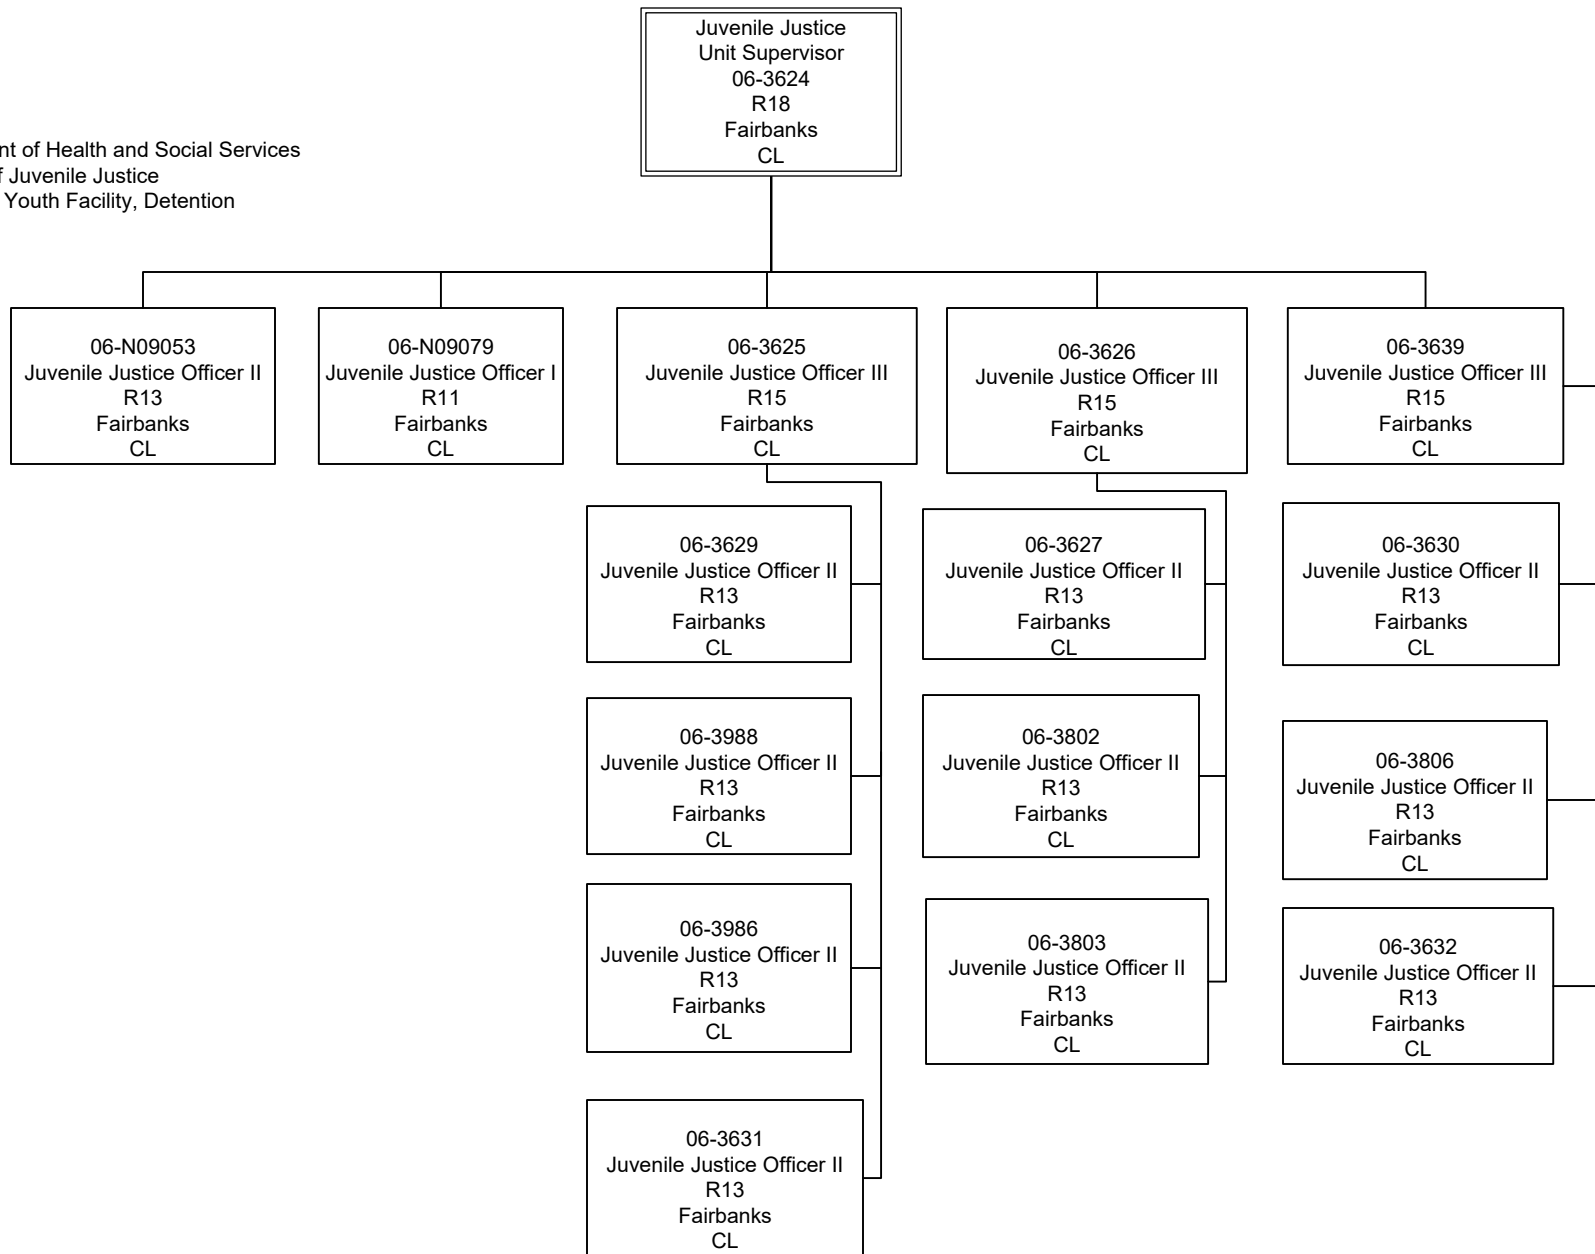 Juvenile Justice
Unit Supervisor
06-3624
R18
Fairbanks
CL
of Health and Social Services
Juvenile Justice
Youth Facility, Detention
06-N09053
Juvenile Justice Officer II
R13
Fairbanks
CL
06-N09079
Juvenile Justice Officer I
R11
Fairbanks
CL
06-3625
Juvenile Justice Officer III
R15
Fairbanks
CL
06-3626
Juvenile Justice Officer III
R15
Fairbanks
CL
06-3639
Juvenile Justice Officer III
R15
Fairbanks
CL
06-3629
Juvenile Justice Officer II
R13
Fairbanks
CL
06-3627
Juvenile Justice Officer II
R13
Fairbanks
CL
06-3630
Juvenile Justice Officer II
R13
Fairbanks
CL
06-3988
Juvenile Justice Officer II
R13
Fairbanks
CL
06-3802
Juvenile Justice Officer II
R13
Fairbanks
CL
06-3806
Juvenile Justice Officer II
R13
Fairbanks
CL
06-3986
Juvenile Justice Officer II
R13
Fairbanks
CL
06-3803
Juvenile Justice Officer II
R13
Fairbanks
CL
06-3632
Juvenile Justice Officer II
R13
Fairbanks
CL
06-3631
Juvenile Justice Officer II
R13
Fairbanks
CL